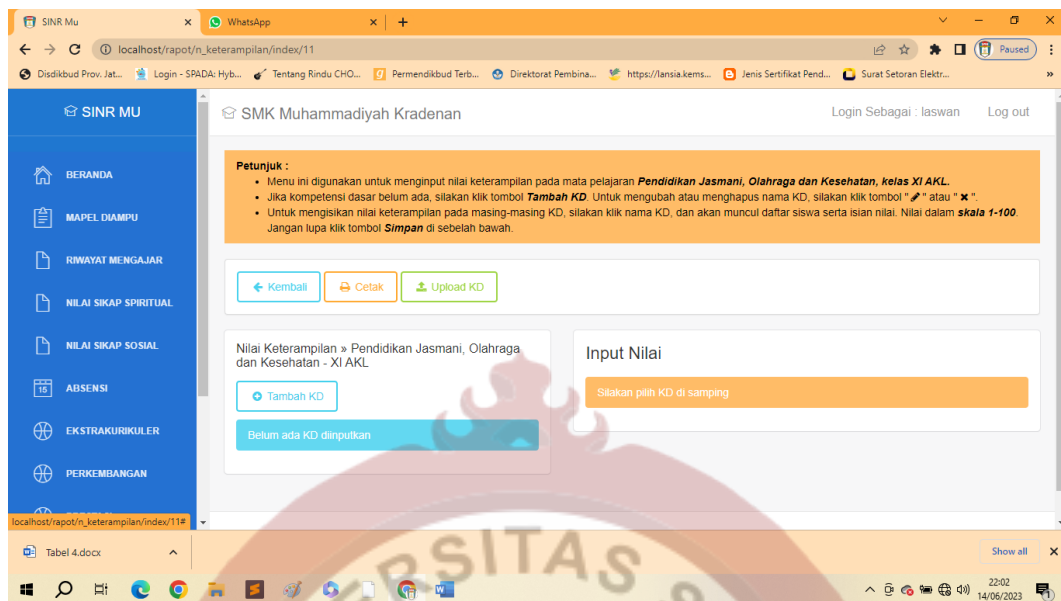 SINR Mu
WhatsApp
localhost/rapot/n_keterampilan/index/11
Paused
Disdikbud Prov. Jat...
Login - SPADA: Hyb...
Tentang Rindu CHO...
Permendikbud Terb...
Direktorat Pembina...
https://lansia.kems...
Jenis Sertifikat Pend...
Surat Setoran Elektr...
SINR MU
SMK Muhammadiyah Kradenan
Login Sebagai : laswan
Log out
BERANDA
MAPEL DIAMPU
RIWAYAT MENGAJAR
NILAI SIKAP SPIRITUAL
NILAI SIKAP SOSIAL
15
ABSENSI
EKSTRAKURIKULER
PERKEMBANGAN
localhost/rapot/n_keterampilan/index/11#
Petunjuk :
Menu ini digunakan untuk menginput nilai keterampilan pada mata pelajaran Pendidikan Jasmani, Olahraga dan Kesehatan, kelas XI AKL.
Jika kompetensi dasar belum ada, silakan klik tombol Tambah KD. Untuk mengubah atau menghapus nama KD, silakan klik tombol " " atau " ".
Untuk mengisikan nilai keterampilan pada masing-masing KD, silakan klik nama KD, dan akan muncul daftar siswa serta isian nilai. Nilai dalam skala 1-100.
Jangan lupa klik tombol Simpan di sebelah bawah.
Kembali
Cetak
Upload KD
Nilai Keterampilan » Pendidikan Jasmani, Olahraga
dan Kesehatan - XI AKL
Tambah KD
Belum ada KD diinputkan
Input Nilai
Silakan pilih KD di samping
ERSITAS
Tabel 4.docx
Show all
22:02
14/06/2023